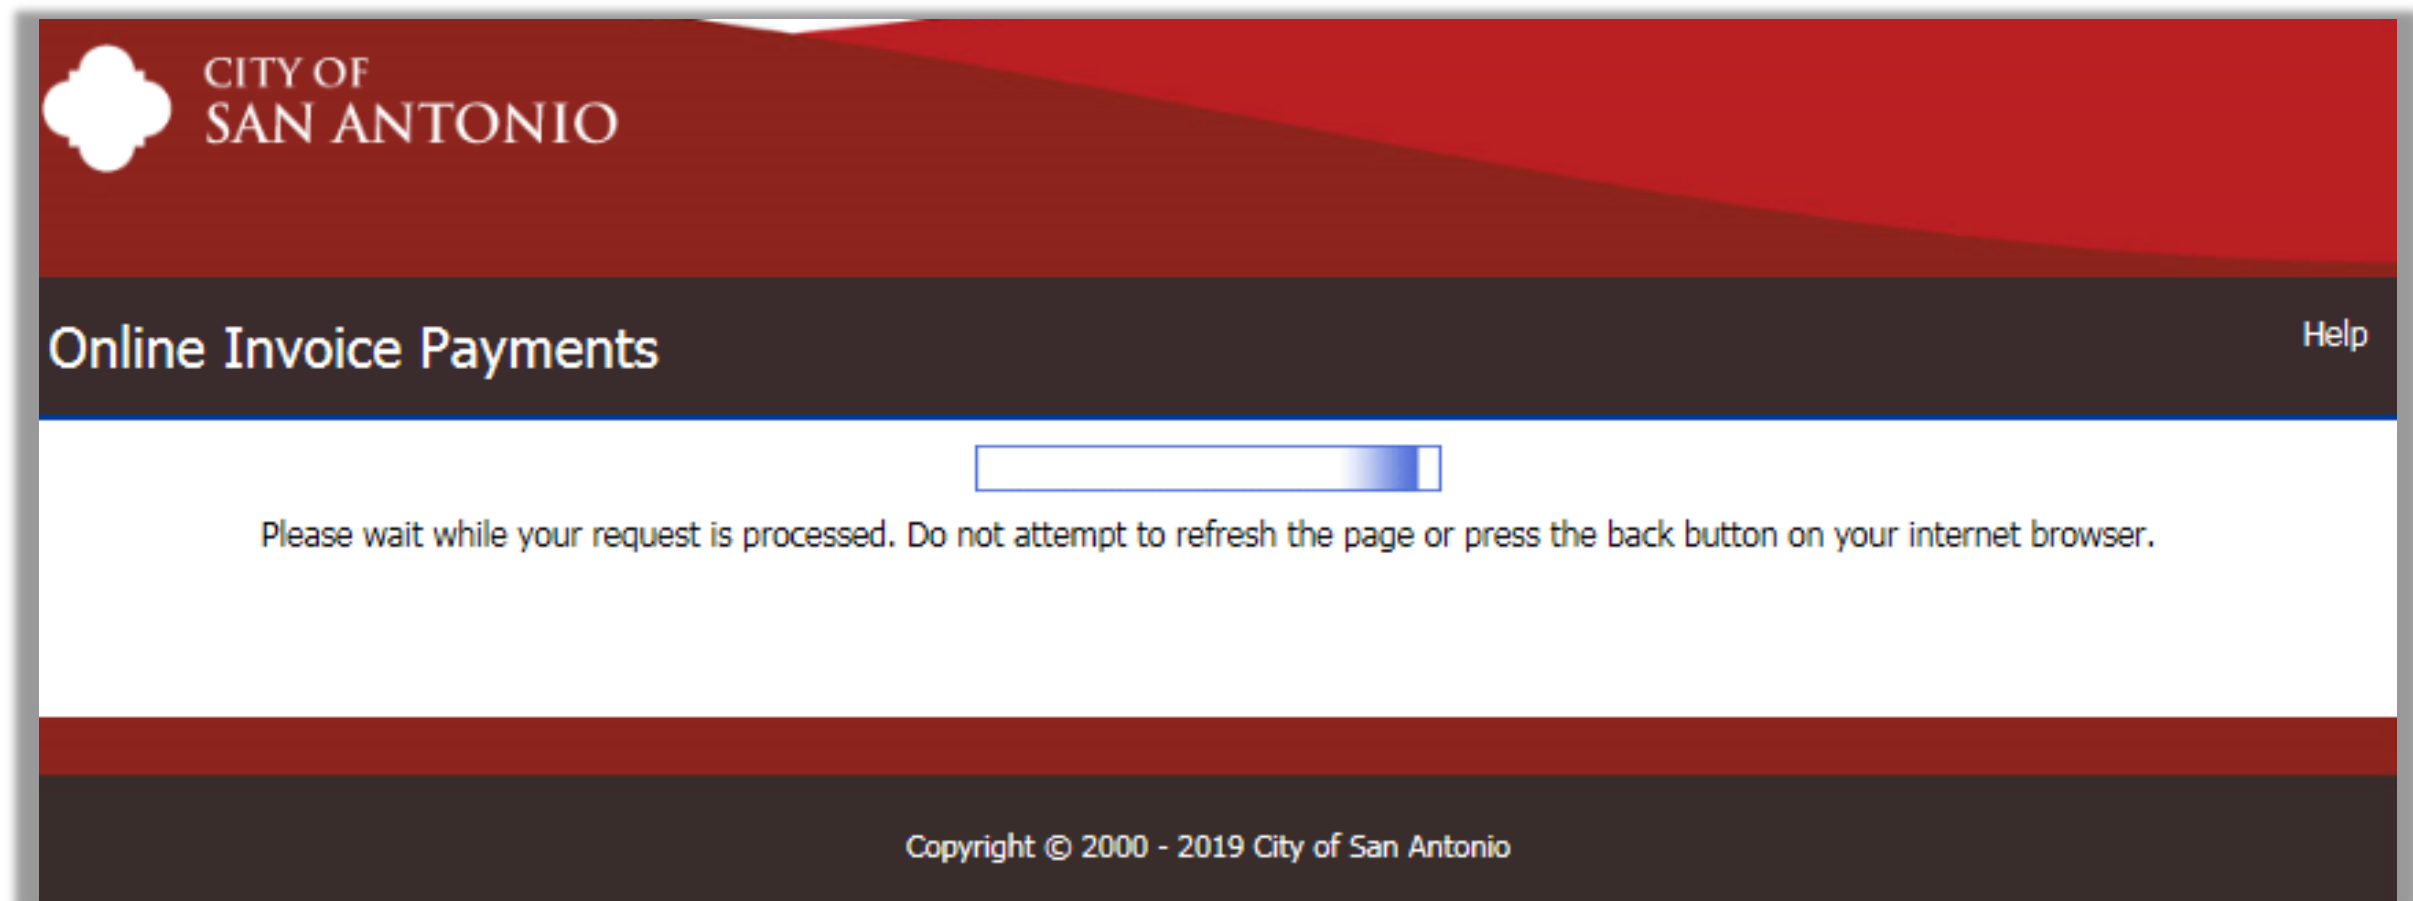 CITY OF
SAN ANTONIO
Online Invoice Payments
Help
Please wait while your request is processed. Do not attempt to refresh the page or press the back button on your internet browser.
Copyright © 2000 - 2019 City of San Antonio